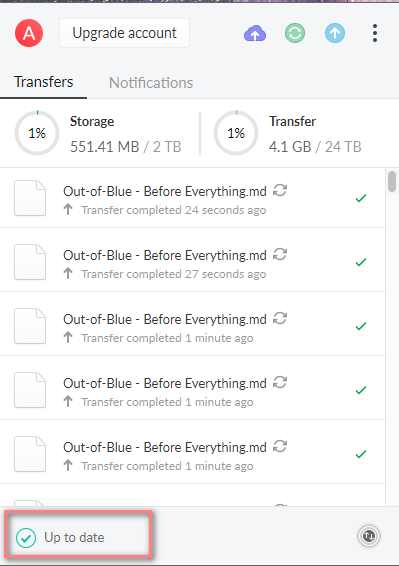 A
Upgrade account
Transfers
Notifications
1%
Storage
551.41 MB / 2 TB
1%
Transfer
4.1 GB / 24 TB
Out-of-Blue - Before Everything.md
Transfer completed 24 seconds ago
Out-of-Blue - Before Everything.md
Transfer completed 27 seconds ago
Out-of-Blue - Before Everything.md
Transfer completed 1 minute ago
Out-of-Blue - Before Everything.md
Transfer completed 1 minute ago
Out-of-Blue - Before Everything.md
Transfer completed 1 minute ago
Up to date